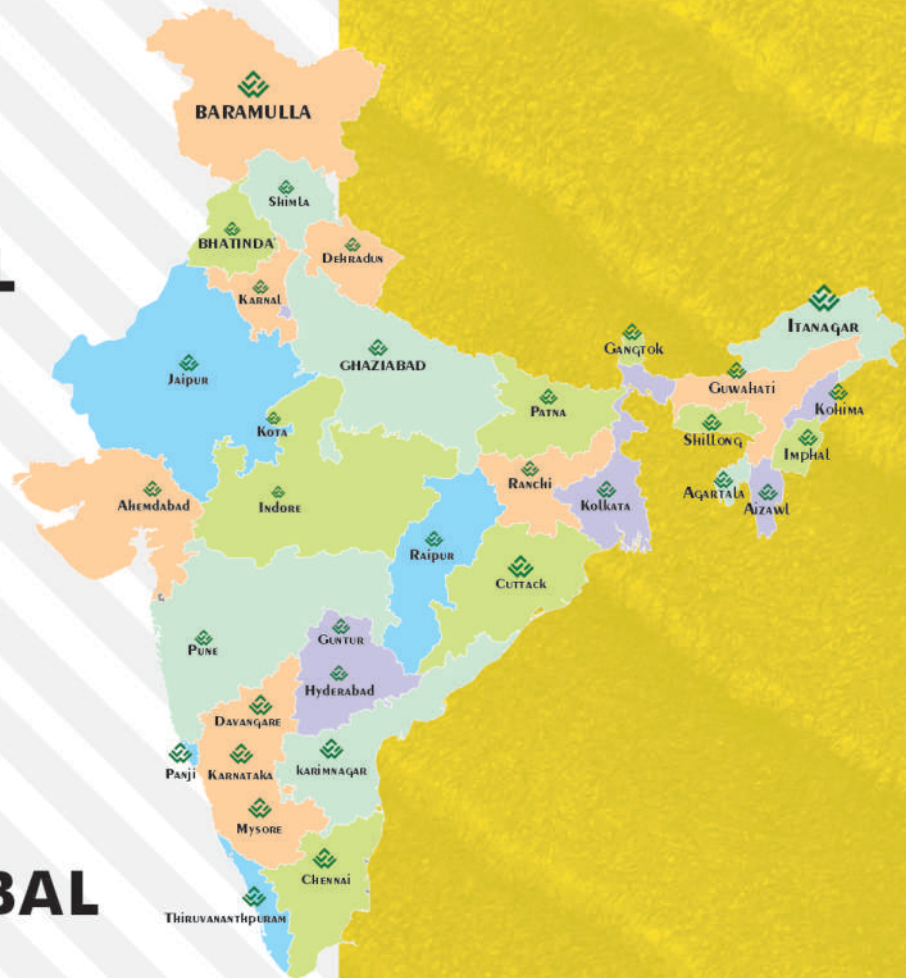 BARAMULLA
Shimla
BHATINDA
Dehradun
L
Karnal
Itanagar
Gangtok
Ghaziabad
Jaipur
Guwahati
Kohima
Patna
Kota
Shillong
Imphal
Ranchi
Agartala
Ahemdabad
Indore
Kolkata
Aizawl
Raipur
Cuttack
Guntur
Pune
Hyderabad
Davangare
Panji
Karnataka
karimnagar
Mysore
Chennai
BAL
Thiruvananthpuram